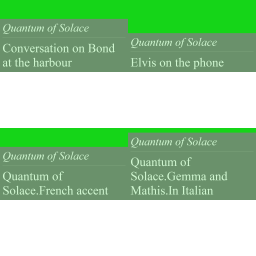 Quantum of Solace
Conversation on Bond
at the harbour
Quantum of Solace
Elvis on the phone
Quantum of Solace
Quantum of
Solace.French accent
Quantum of Solace
Quantum of
Solace.Gemma and
Mathis.In Italian